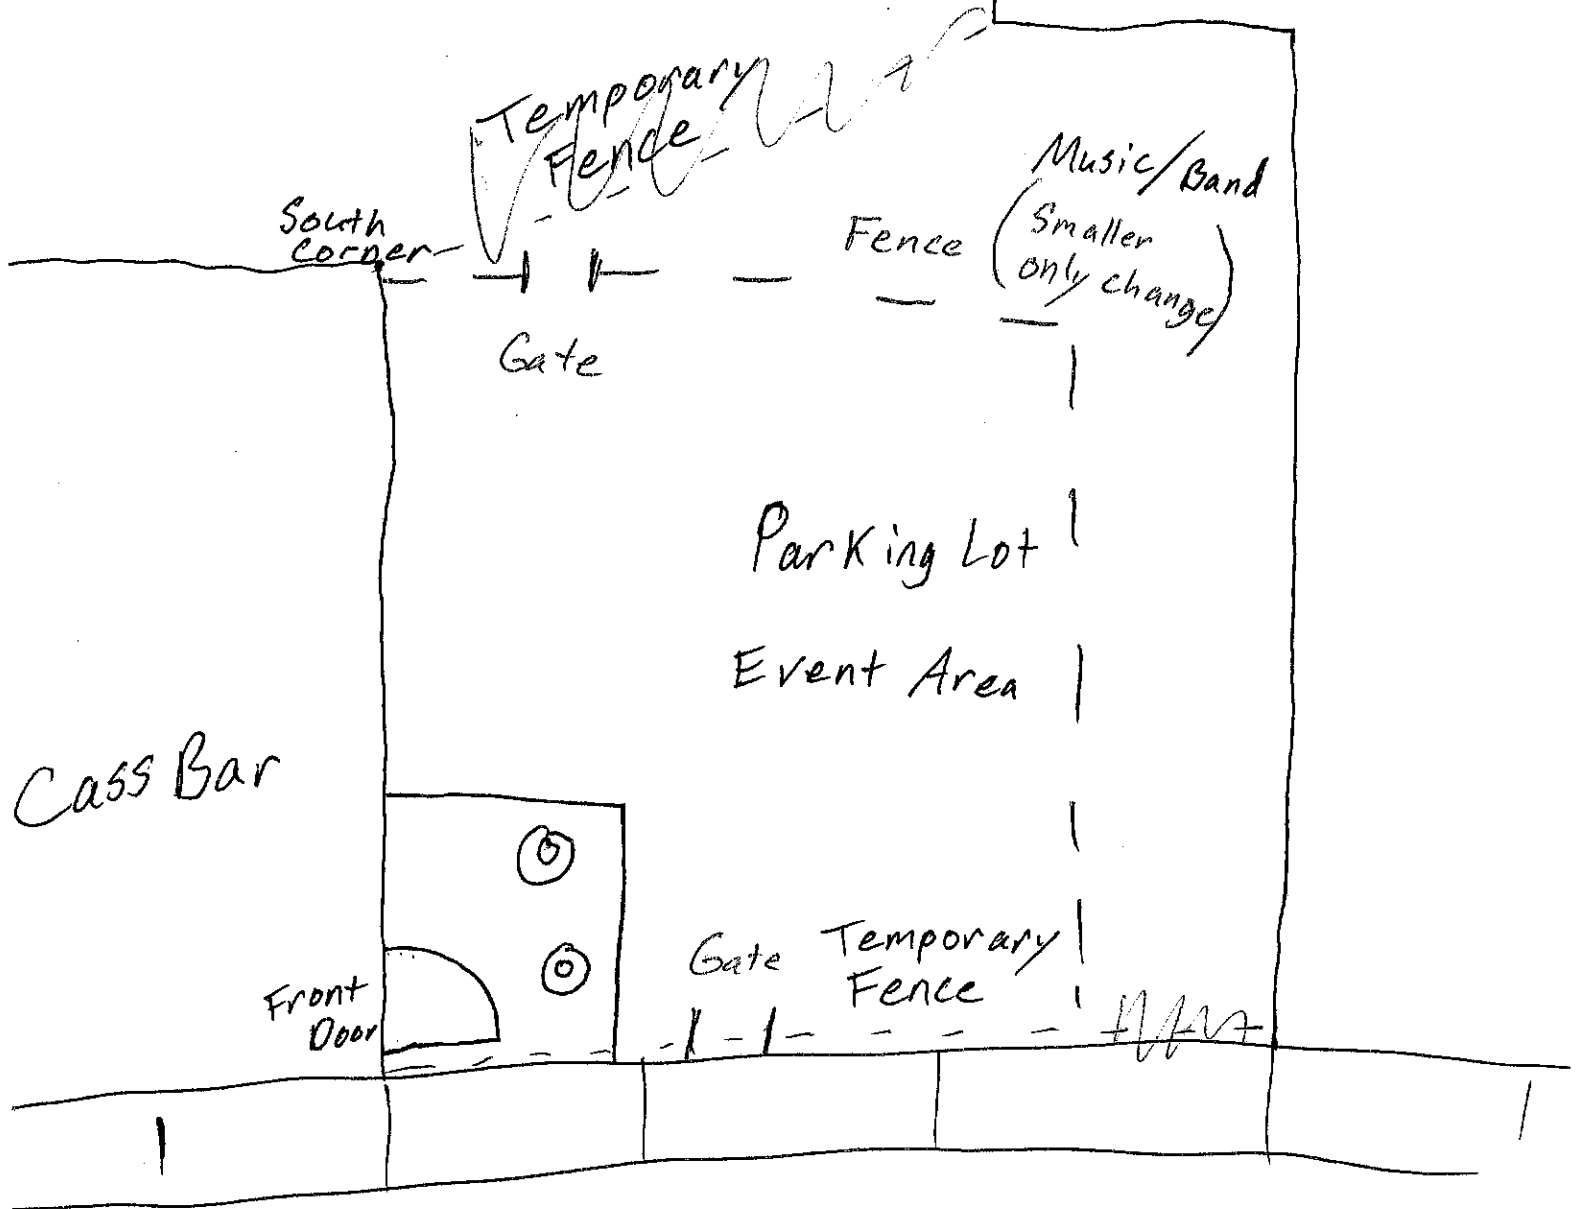 Temporary
Fence
Music/Band
(Smaller
only change)
South
Corner
Fence
Gate
Parking Lot
Event Area
Cass Bar
Gate
Temporary
Fence
Front
Door